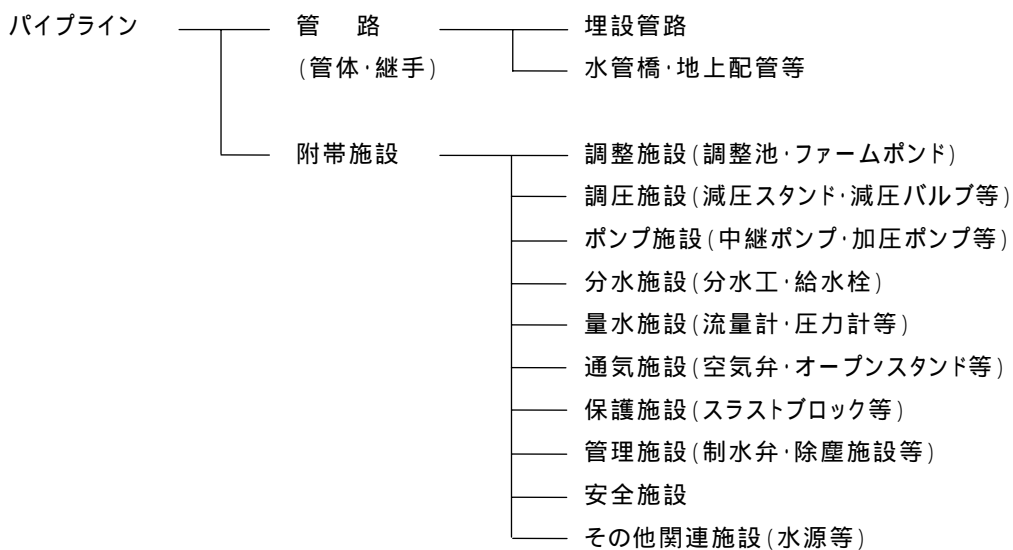 パイプライン 管 路 埋設管路
(管体・継手) 水管橋・地上配管等
附帯施設 調整施設(調整池・ファームポンド)
調圧施設(減圧スタンド・減圧バルブ等)
ポンプ施設(中継ポンプ・加圧ポンプ等)
分水施設(分水工・給水栓)
量水施設(流量計・圧力計等)
通気施設(空気弁・オープンスタンド等)
保護施設(スラストブロック等)
管理施設(制水弁・除塵施設等)
安全施設
その他関連施設(水源等)